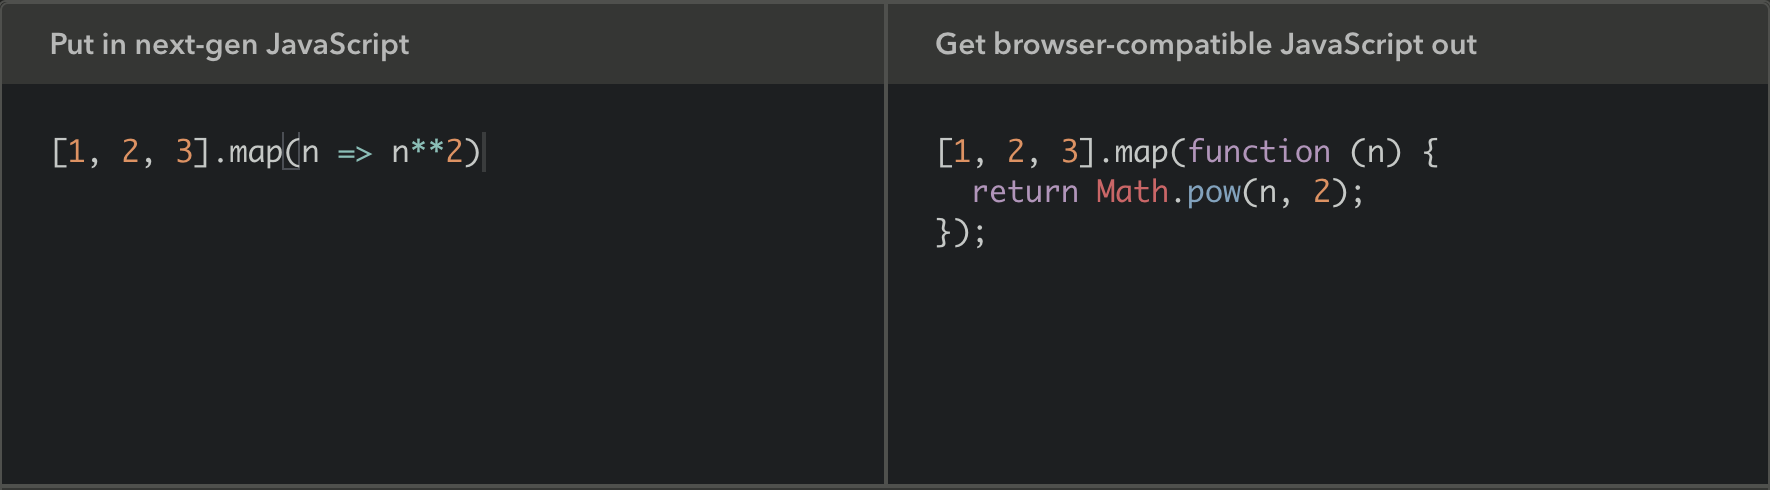 Put in next-gen JavaScript
[1, 2, 3].map(n => n**2)
Get browser-compatible JavaScript out
[1, 2, 3].map(function (n) {
  return Math.pow(n, 2);
});